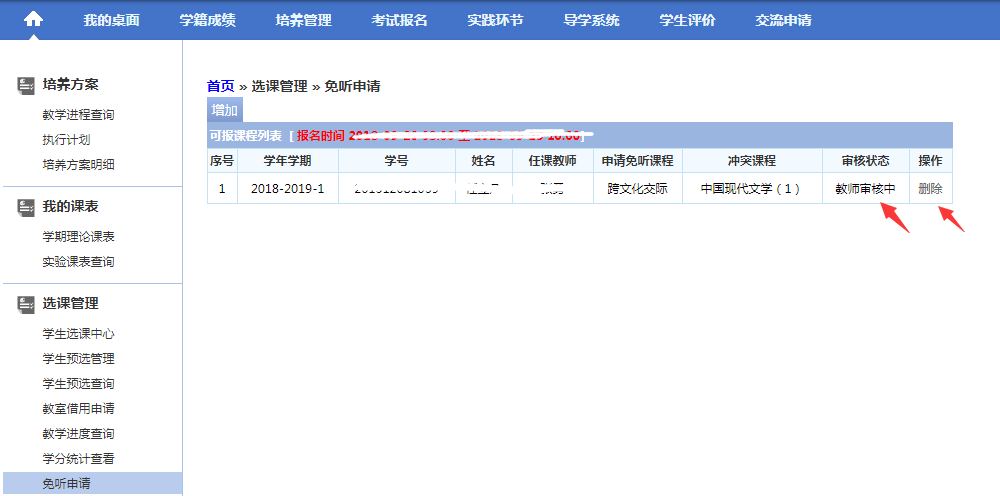 我的桌面 学籍成绩 培养管理 考试报名 实践环节 导学系统 学生评价 交流申请
培养方案
教学进程查询
执行计划
培养方案明细
我的课表
学期理论课表
实验课表查询
选课管理
学生选课中心
学生预选管理
学生预选查询
教室借用申请
教学进度查询
学分统计查看
免听申请
首页 » 选课管理 » 免听申请
增加
可报课程列表 [ 报名时间 至 ]
序号 学年学期 学号 姓名 任课教师 申请免听课程 冲突课程 审核状态 操作
1 2018-2019-1 跨文化交际 中国现代文学（1） 教师审核中 删除